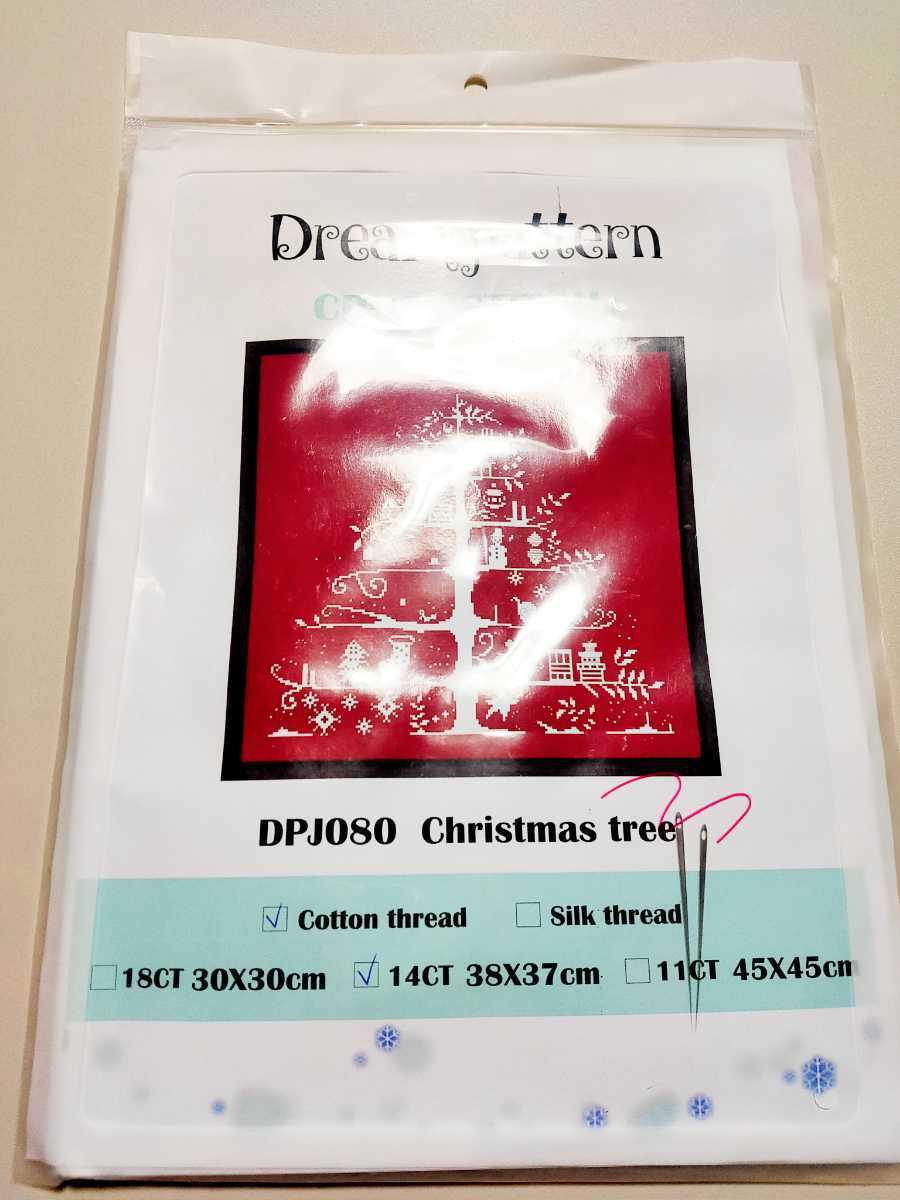 DPJ080 Christmas tree
Cotton thread Silk thread
18CT 30X30cm 14CT 38X37cm 11CT 45X45cm